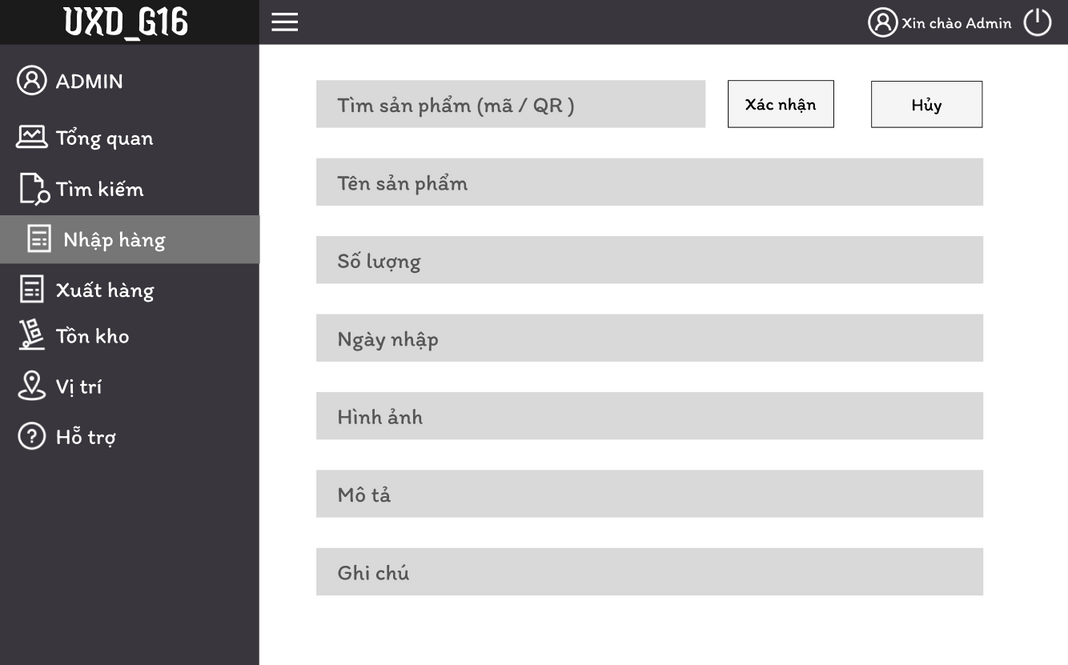 UXD_G16
Xin chào Admin
ADMIN
Tổng quan
Tìm kiếm
Nhập hàng
Xuất hàng
Tồn kho
Vị trí
Hỗ trợ
Tìm sản phẩm (mã / QR )
Xác nhận
Hủy
Tên sản phẩm
Số lượng
Ngày nhập
Hình ảnh
Mô tả
Ghi chú